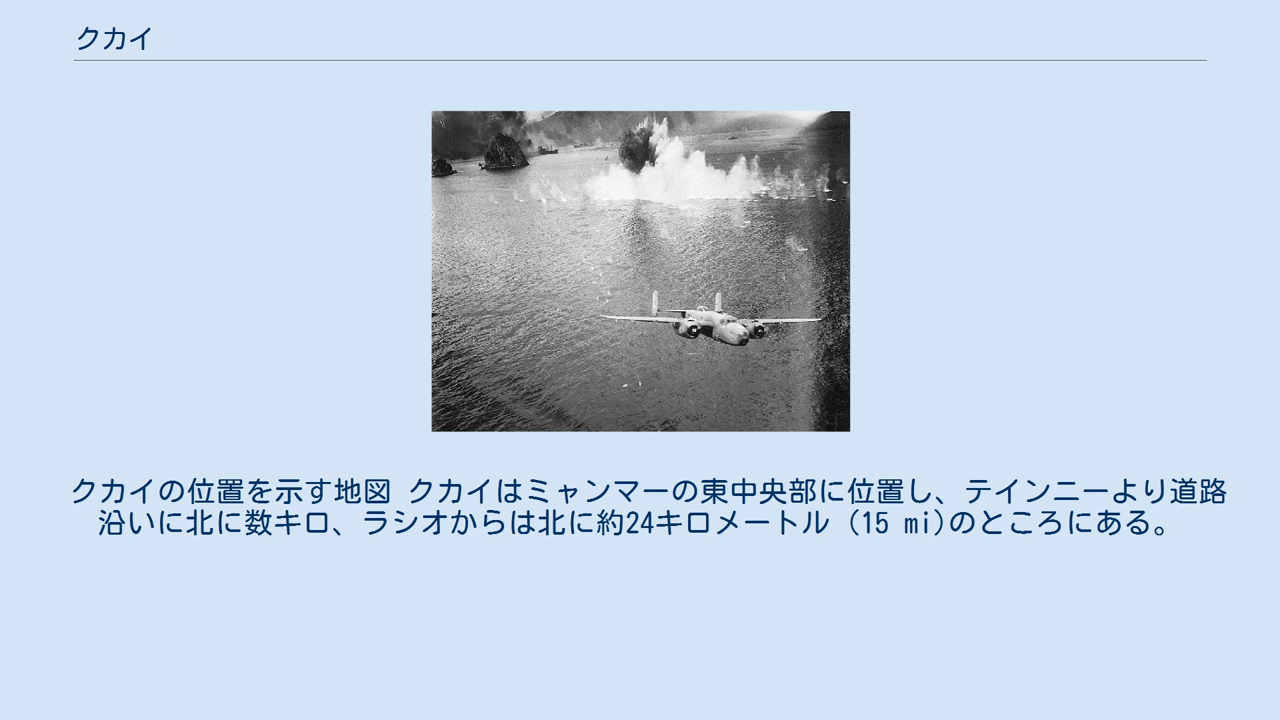 クカイ
クカイの位置を示す地図 クカイはミャンマーの東中央部に位置し、テインニーより道路
沿いに北に数キロ、ラシオからは北に約24キロメートル (15 mi)のところにある。